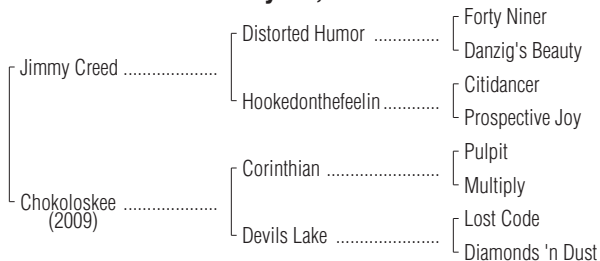 Forty Niner
Distorted Humor ..............
Danzig's Beauty
Jimmy Creed ....................
Citidancer
Hookedonthefeelin ............
Prospective Joy
Pulpit
Corinthian ......................
Multiply
Chokoloskee ....................
(2009)
Lost Code
Devils Lake ....................
Diamonds 'n Dust